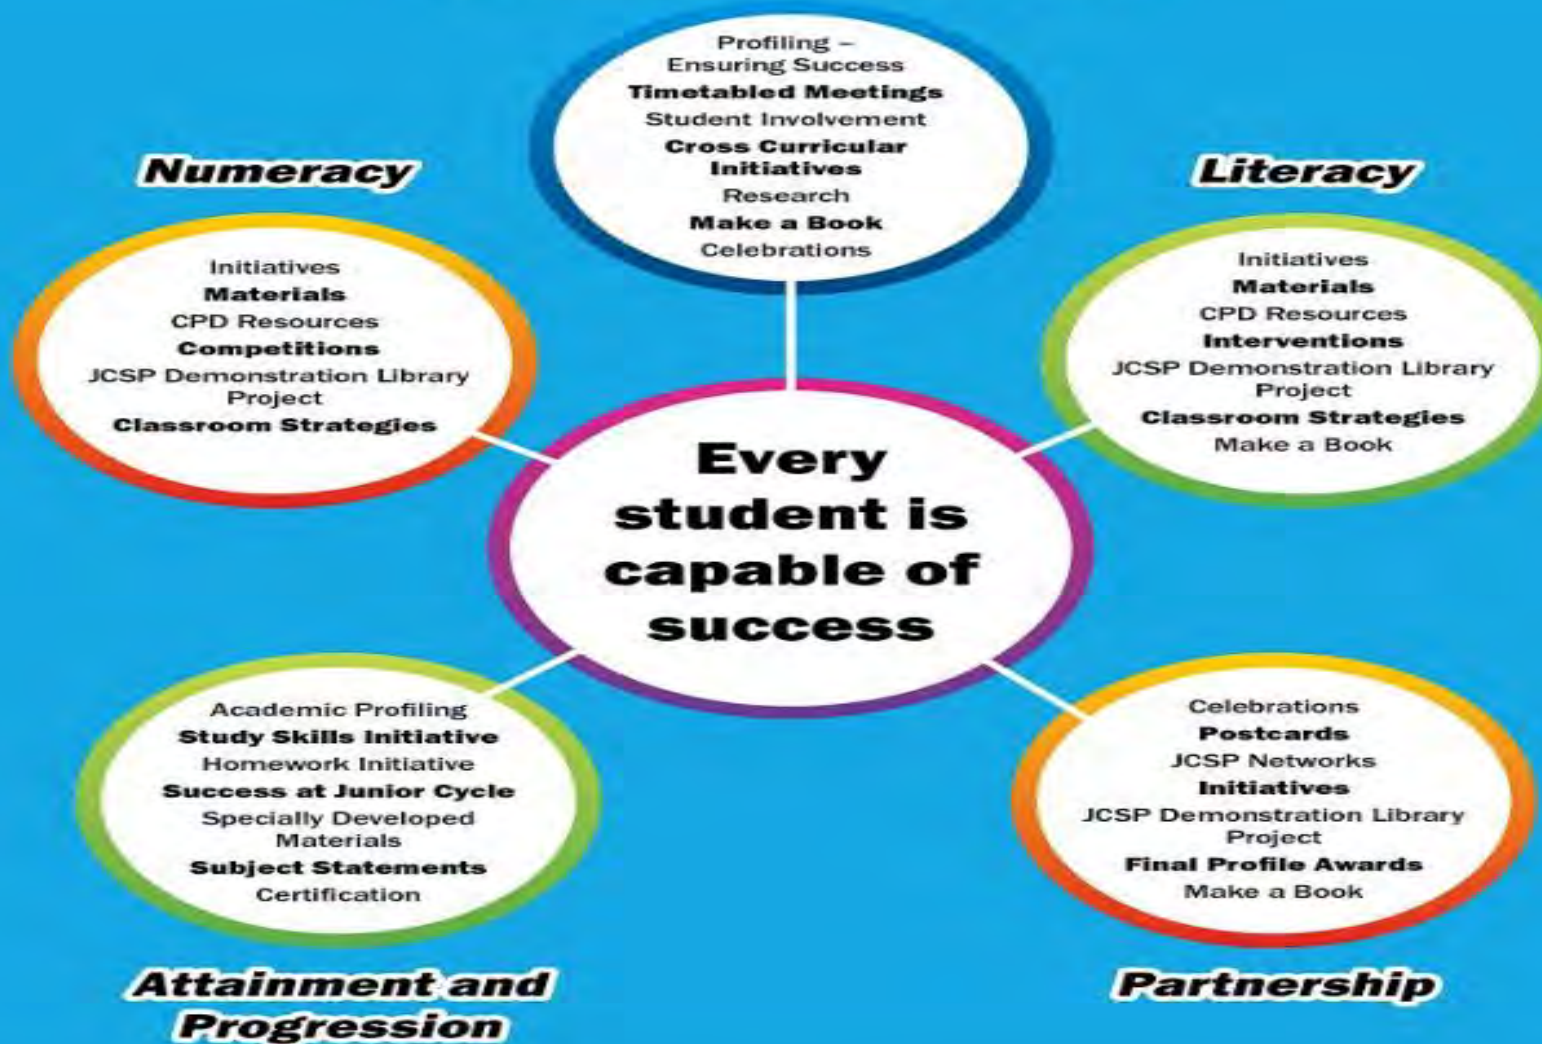 Profiling –
Ensuring Success
Timetabled Meetings
Student Involvement
Cross Curricular
Initiatives
Research
Make a Book
Celebrations
Numeracy
Initiatives
Materials
CPD Resources
Competitions
JCSP Demonstration Library
Project
Classroom Strategies
Literacy
Initiatives
Materials
CPD Resources
Interventions
JCSP Demonstration Library
Project
Classroom Strategies
Make a Book
Every
student is
capable of
success
Academic Profiling
Study Skills Initiative
Homework Initiative
Success at Junior Cycle
Specially Developed
Materials
Subject Statements
Certification
Attainment and
Progression
Celebrations
Postcards
JCSP Networks
Initiatives
JCSP Demonstration Library
Project
Final Profile Awards
Make a Book
Partnership